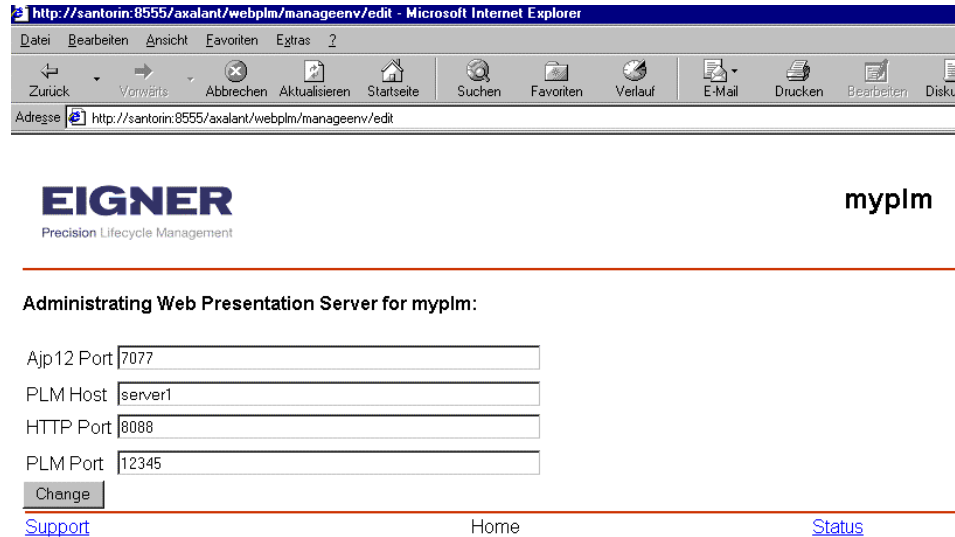 http://santorin:8555/axalant/webplm/manageenv/edit - Microsoft Internet Explorer
Datei Bearbeiten Ansicht Favoriten Extras ?
Zurück Vorwärts Abbrechen Aktualisieren Startseite Suchen Favoriten Verlauf E-Mail Drucken Bearbeiten Disku
Adresse http://santorin:8555/axalant/webplm/manageenv/edit
EIGNER myplm
Precision Lifecycle Management
Administrating Web Presentation Server for myplm:
Ajp12 Port 7077
PLM Host server1
HTTP Port 8088
PLM Port 12345
Change
Support Home Status